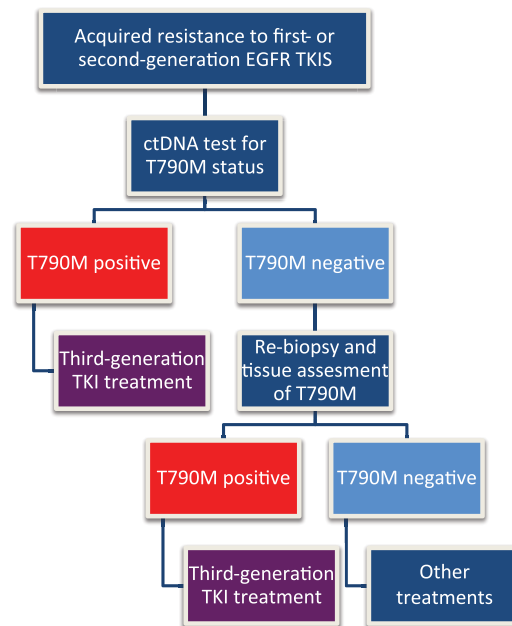 Acquired resistance to first- or
second-generation EGFR TKIS
ctDNA test for
T790M status
T790M positive
T790M negative
Third-generation
TKI treatment
Re-biopsy and
tissue assesment
of T790M
T790M positive
T790M negative
Third-generation
TKI treatment
Other
treatments